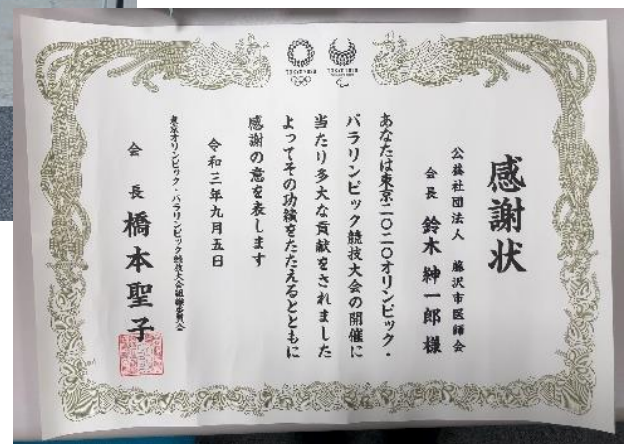 感謝状
公益社団法人 藤沢市医師会
会長 鈴木紳一郎 様
あなたは東京二〇二〇オリンピック・
パラリンピック競技大会の開催に
当たり多大な貢献をされました
よってその功績をたたえるとともに
感謝の意を表します
令和三年九月五日
東京オリンピック・パラリンピック競技大会組織委員会
会長 橋本聖子
TOKYO 2020
TOKYO 2020